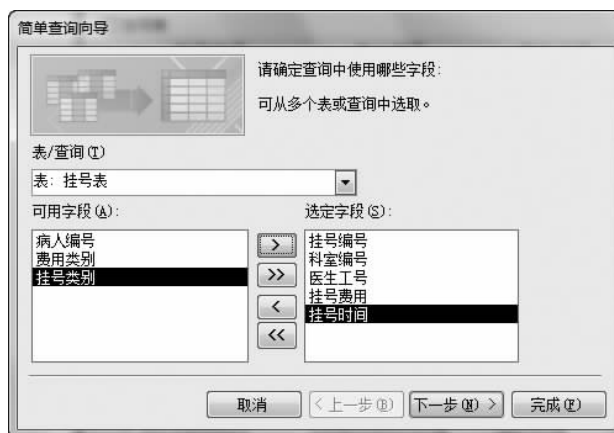 简单查询向导
请确定查询中使用哪些字段:
可从多个表或查询中选取。
表/查询(T)
表: 挂号表
可用字段(A):
病人编号
费用类别
挂号类别
>
>>
<
<<
选定字段(S):
挂号编号
科室编号
医生工号
挂号费用
挂号时间
取消
< 上一步(B)
下一步(N) >
完成(F)